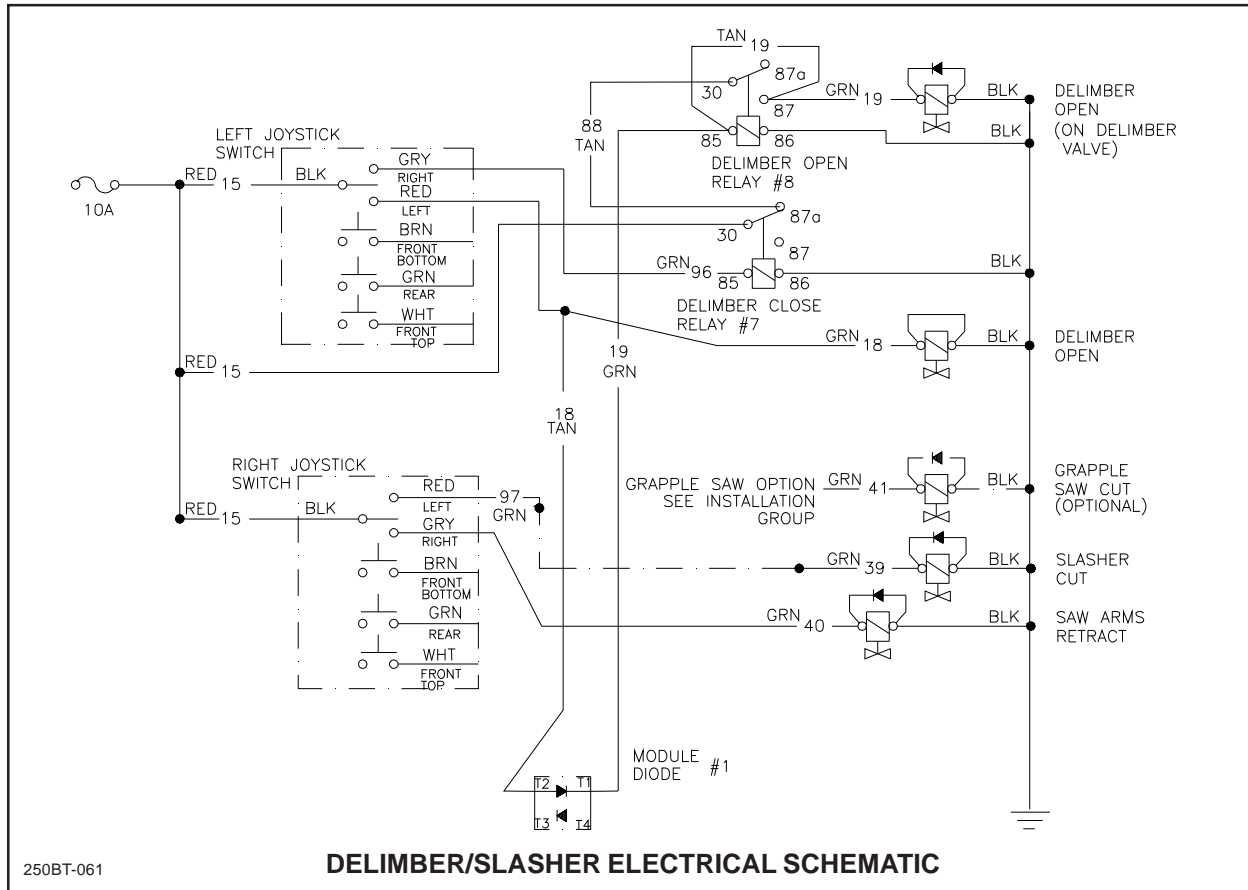 TAN 19
87a
30
87
GRN 19
BLK
DELIMBER
OPEN
(ON DELIMBER
VALVE)
88
TAN
85
86
BLK
DELIMBER OPEN
RELAY #8
LEFT JOYSTICK
SWITCH
10A
RED 15
BLK
GRY
RIGHT
RED
LEFT
BRN
FRONT
BOTTOM
GRN
REAR
WHT
FRONT
TOP
87a
30
87
GRN 96
85
86
BLK
DELIMBER CLOSE
RELAY #7
GRN 18
BLK
DELIMBER
OPEN
RED 15
19
GRN
18
TAN
RIGHT JOYSTICK
SWITCH
RED 15
BLK
RED
LEFT
GRY
RIGHT
BRN
FRONT
BOTTOM
GRN
REAR
WHT
FRONT
TOP
97
GRN
GRAPPLE SAW OPTION
SEE INSTALLATION
GROUP
GRN 41
BLK
GRAPPLE
SAW CUT
(OPTIONAL)
GRN 39
BLK
SLASHER
CUT
GRN 40
BLK
SAW ARMS
RETRACT
MODULE
DIODE #1
T2 T1
T3 T4
250BT-061
DELIMBER/SLASHER ELECTRICAL SCHEMATIC